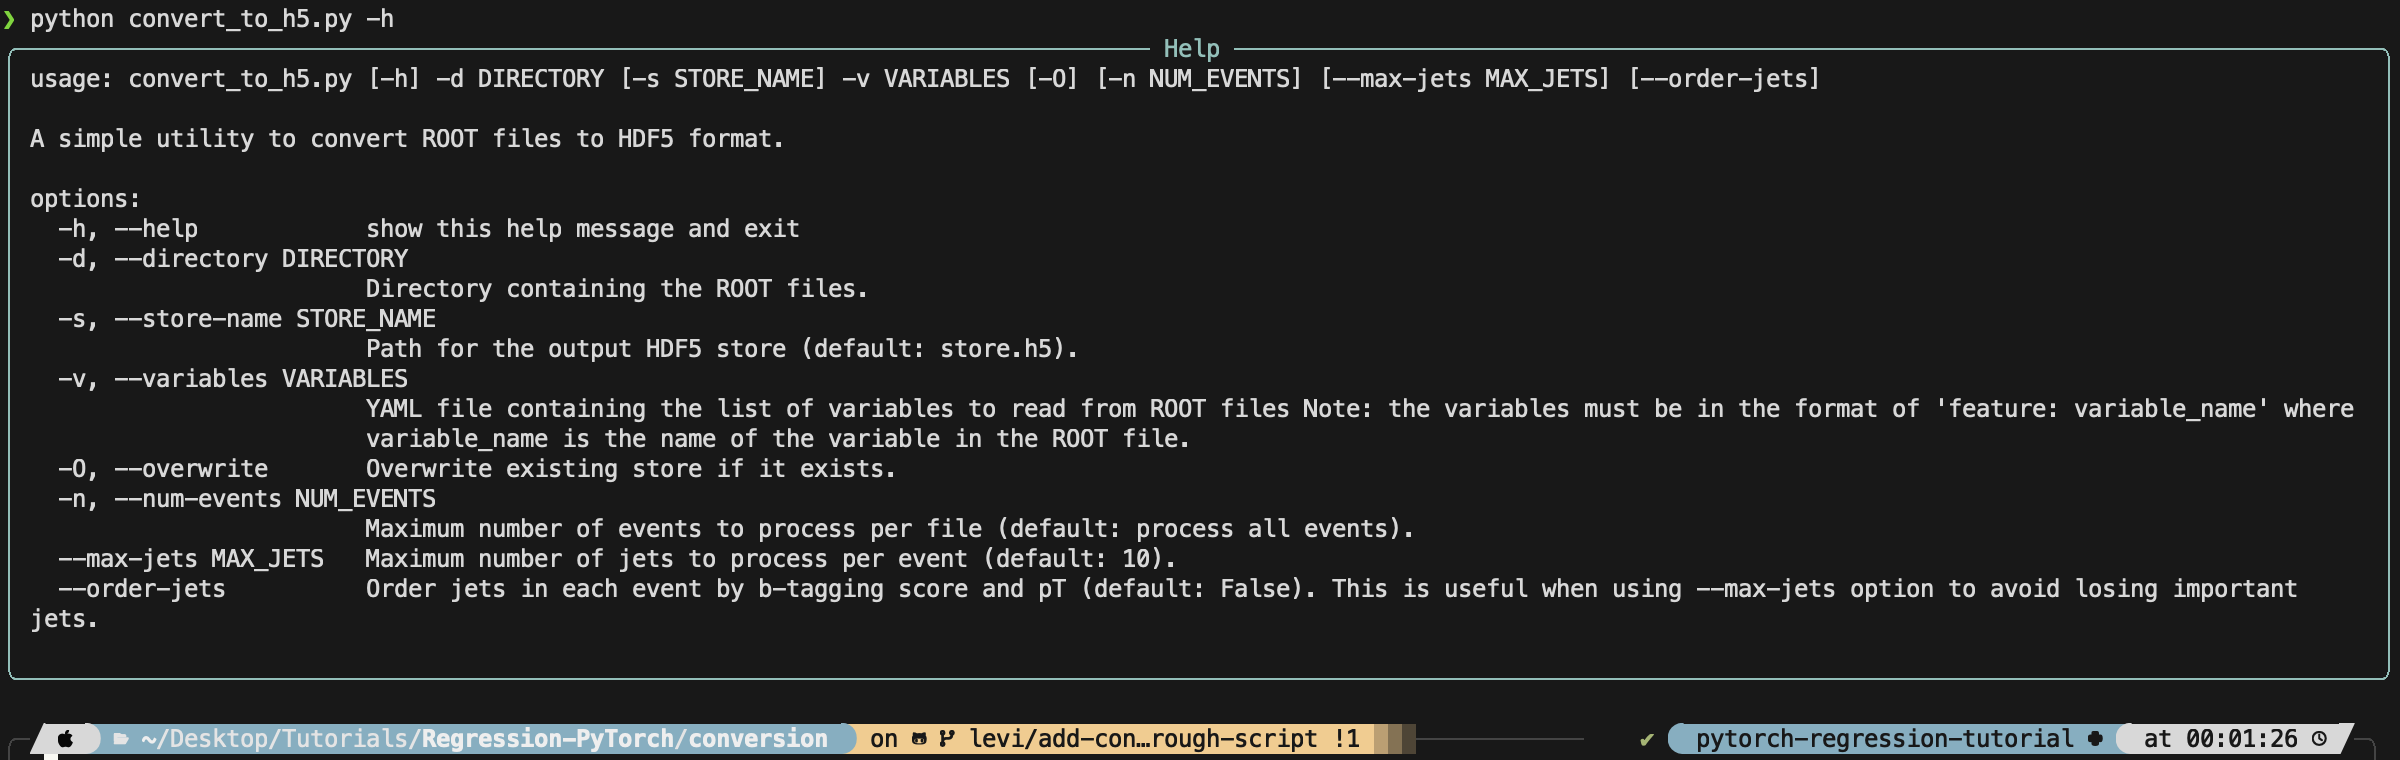 ❯ python convert_to_h5.py -h
Help
usage: convert_to_h5.py [-h] -d DIRECTORY [-s STORE_NAME] -v VARIABLES [-O] [-n NUM_EVENTS] [--max-jets MAX_JETS] [--order-jets]
A simple utility to convert ROOT files to HDF5 format.
options:
-h, --help show this help message and exit
-d, --directory DIRECTORY
Directory containing the ROOT files.
-s, --store-name STORE_NAME
Path for the output HDF5 store (default: store.h5).
-v, --variables VARIABLES
YAML file containing the list of variables to read from ROOT files Note: the variables must be in the format of 'feature: variable_name' where
variable_name is the name of the variable in the ROOT file.
-O, --overwrite Overwrite existing store if it exists.
-n, --num-events NUM_EVENTS
Maximum number of events to process per file (default: process all events).
--max-jets MAX_JETS Maximum number of jets to process per event (default: 10).
--order-jets Order jets in each event by b-tagging score and pT (default: False). This is useful when using --max-jets option to avoid losing important
jets.
~/Desktop/Tutorials/Regression-PyTorch/conversion on levi/add-con…rough-script !1 ✔ pytorch-regression-tutorial at 00:01:26